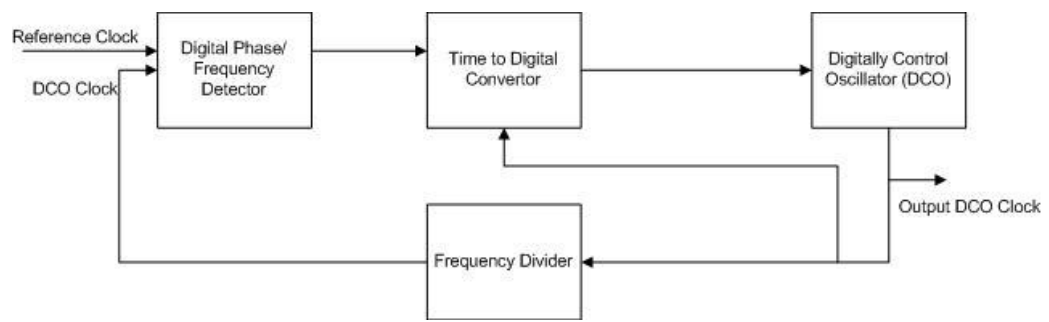 Reference Clock
DCO Clock
Digital Phase/
Frequency
Detector
Time to Digital
Convertor
Digitally Control
Oscillator (DCO)
Output DCO Clock
Frequency Divider